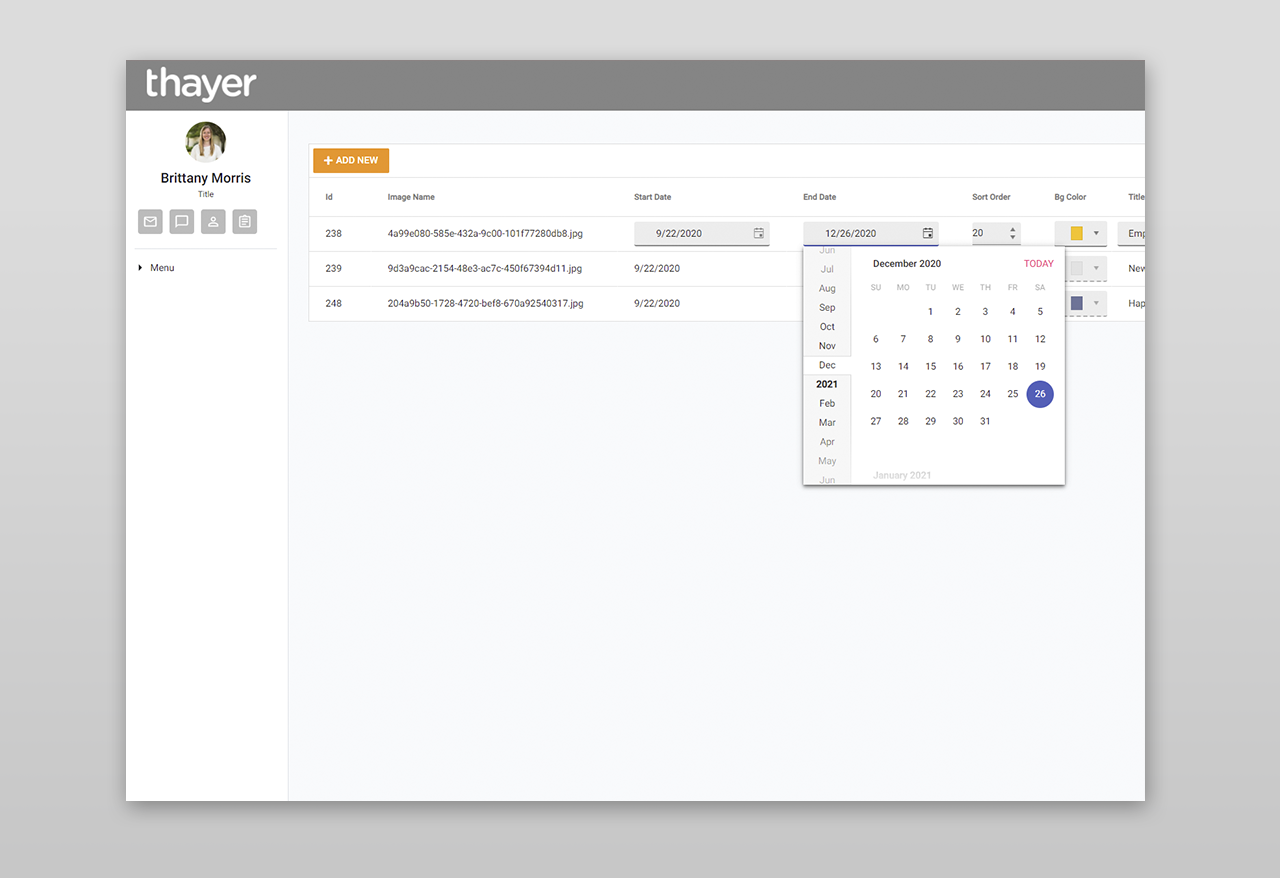 thayer
Brittany Morris
Title
Menu
ADD NEW
Id Image Name Start Date End Date Sort Order Bg Color Title
238 4a99e080-585e-432a-9c00-101f77280db8.jpg 9/22/2020 12/26/2020 20 Emp
239 9d3a9cac-2154-48e3-ac7c-450f67394d11.jpg 9/22/2020 New
248 204a9b50-1728-4720-bef8-670a92540317.jpg 9/22/2020 Hap
Jun
Jul
Aug
Sep
Oct
Nov
Dec
2021
Feb
Mar
Apr
May
Jun
December 2020 TODAY
SU MO TU WE TH FR SA
1 2 3 4 5
6 7 8 9 10 11 12
13 14 15 16 17 18 19
20 21 22 23 24 25 26
27 28 29 30 31
January 2021